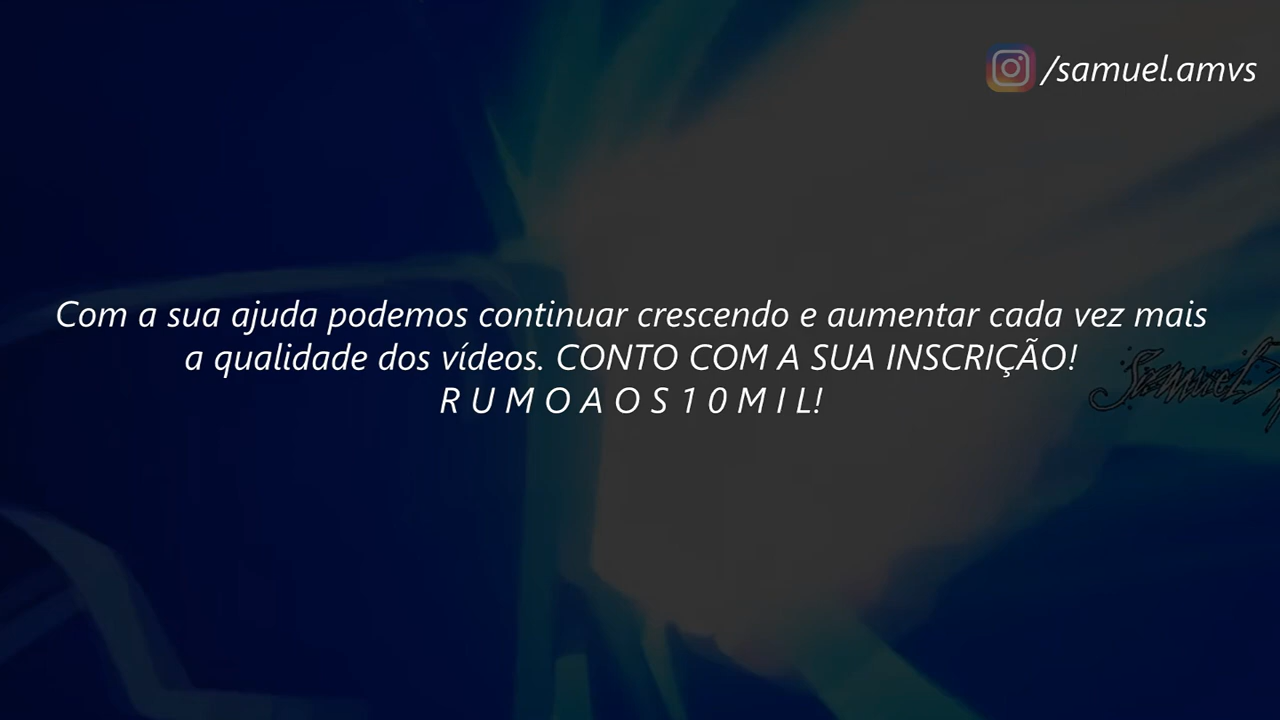 /samuel.amvs
Com a sua ajuda podemos continuar crescendo e aumentar cada vez mais
a qualidade dos vídeos. CONTO COM A SUA INSCRIÇÃO!
R U M O A O S 1 0 M I L!